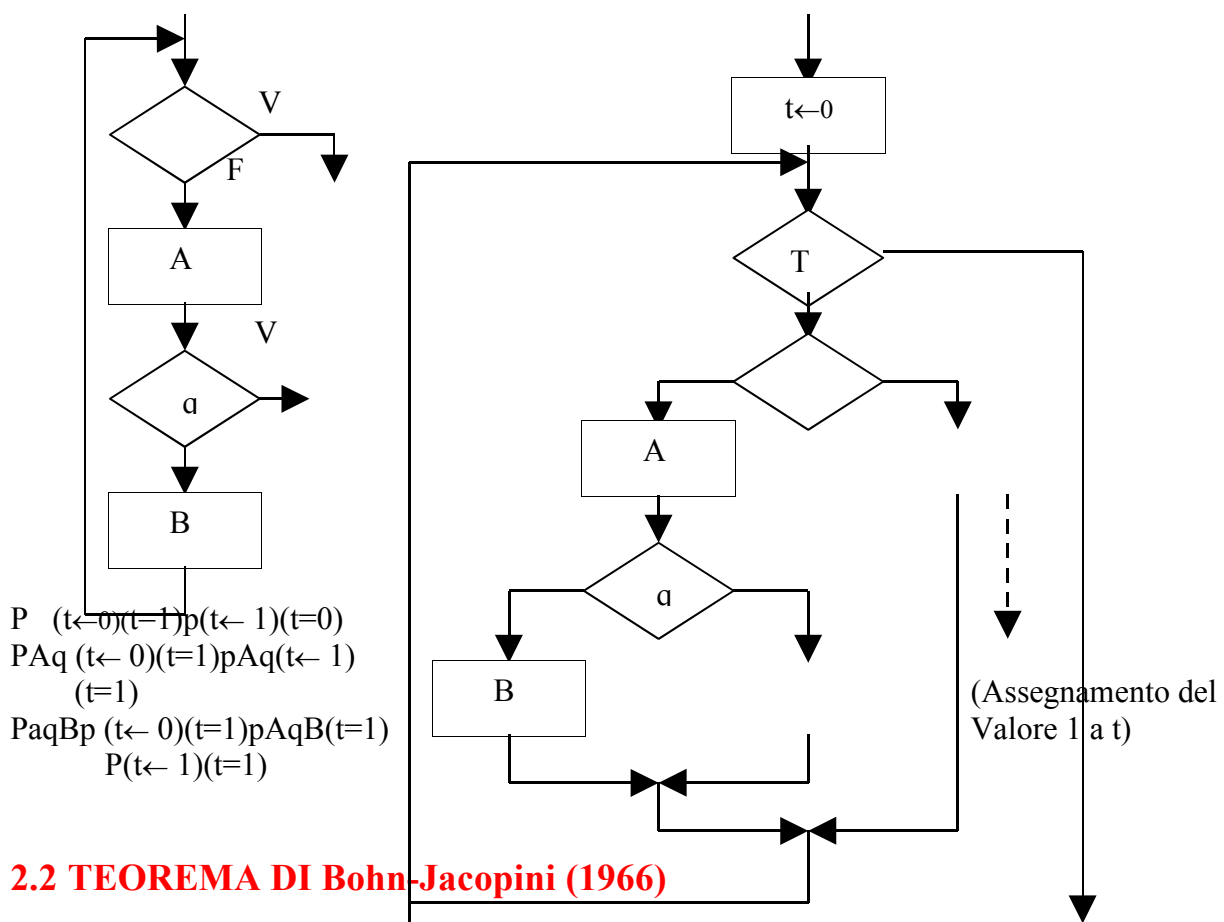 V
F
A
V
q
B
t←0
T
A
q
B
(Assegnamento del
Valore 1 a t)
P (t←0)(t=1)p(t← 1)(t=0)
PAq (t← 0)(t=1)pAq(t← 1)
(t=1)
PaqBp (t← 0)(t=1)pAqB(t=1)
P(t← 1)(t=1)
2.2 TEOREMA DI Bohn-Jacopini (1966)